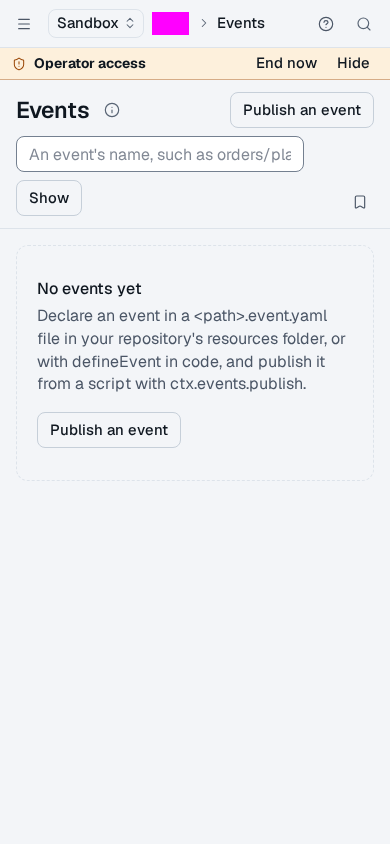 Sandbox
Events
Operator access
End now
Hide
Events
Publish an event
An event's name, such as orders/pla
Show
No events yet
Declare an event in a <path>.event.yaml
file in your repository's resources folder, or
with defineEvent in code, and publish it
from a script with ctx.events.publish.
Publish an event